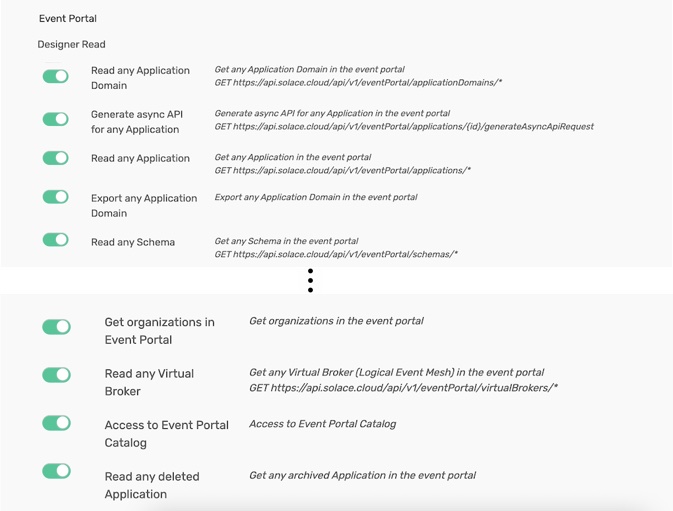 Event Portal
Designer Read
Read any Application
Domain
Get any Application Domain in the event portal
GET https://api.solace.cloud/api/v1/eventPortal/applicationDomains/*
Generate async API
for any Application
Generate async API for any Application in the event portal
GET https://api.solace.cloud/api/v1/eventPortal/applications/{id}/generateAsyncApiRequest
Read any Application
Get any Application in the event portal
GET https://api.solace.cloud/api/v1/eventPortal/applications/*
Export any Application
Domain
Export any Application Domain in the event portal
Read any Schema
Get any Schema in the event portal
GET https://api.solace.cloud/api/v1/eventPortal/schemas/*
Get organizations in
Event Portal
Get organizations in the event portal
Read any Virtual
Broker
Get any Virtual Broker (Logical Event Mesh) in the event portal
GET https://api.solace.cloud/api/v1/eventPortal/virtualBrokers/*
Access to Event Portal
Catalog
Access to Event Portal Catalog
Read any deleted
Application
Get any archived Application in the event portal